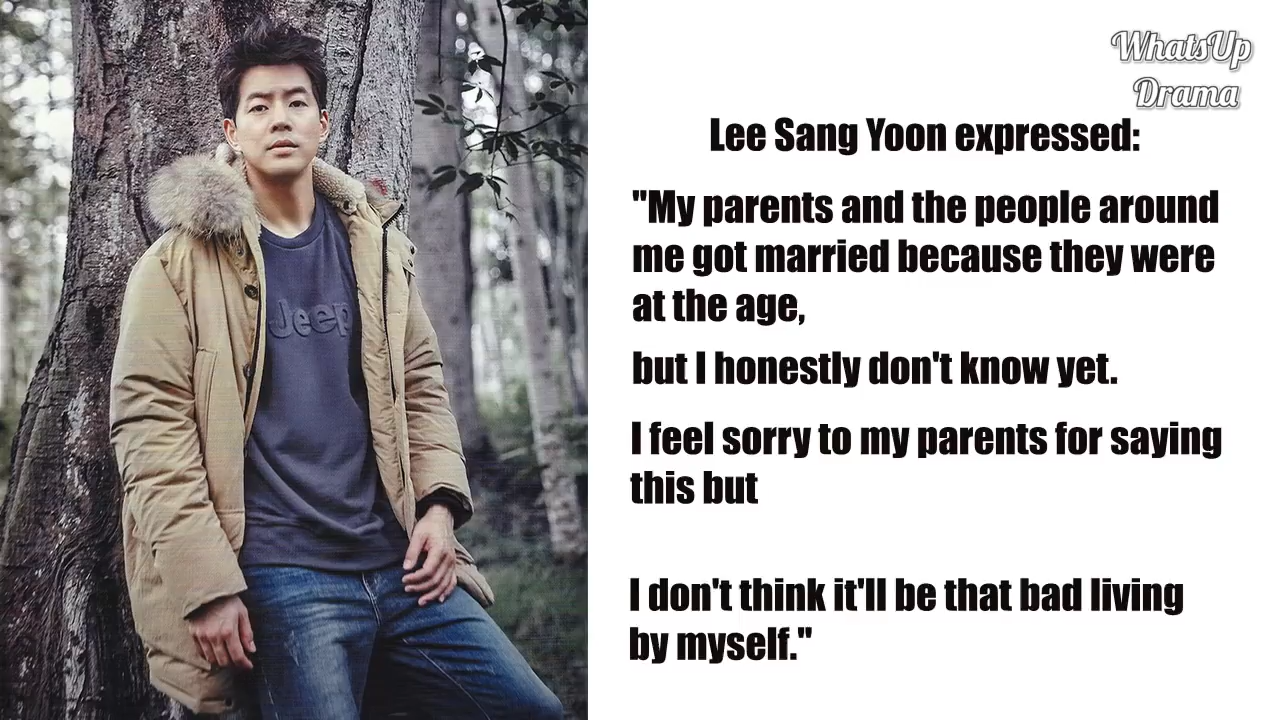 WhatsUp
Drama
Lee Sang Yoon expressed:
"My parents and the people around
me got married because they were
at the age,
but I honestly don't know yet.
I feel sorry to my parents for saying
this but
I don't think it'll be that bad living
by myself."
Jeep